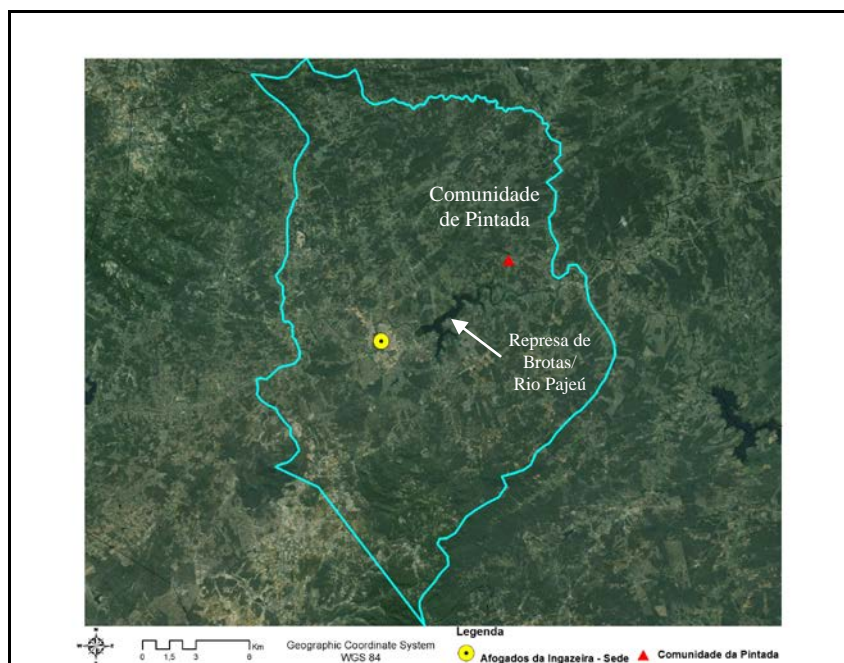 Comunidade
de Pintada
Represa de
Brotas/
Rio Pajeú
Legenda
0 1,5 3 6 Km
Geographic Coordinate System
WGS 84
Afogados da Ingazeira - Sede
Comunidade da Pintada